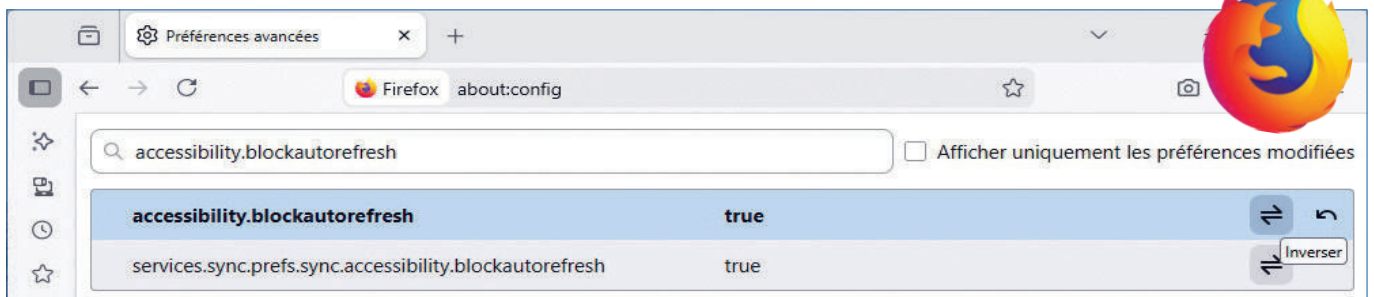 Préférences avancées
Firefox about:config
accessibility.blockautorefresh
Afficher uniquement les préférences modifiées
accessibility.blockautorefresh true
Inverser
services.sync.prefs.sync.accessibility.blockautorefresh true